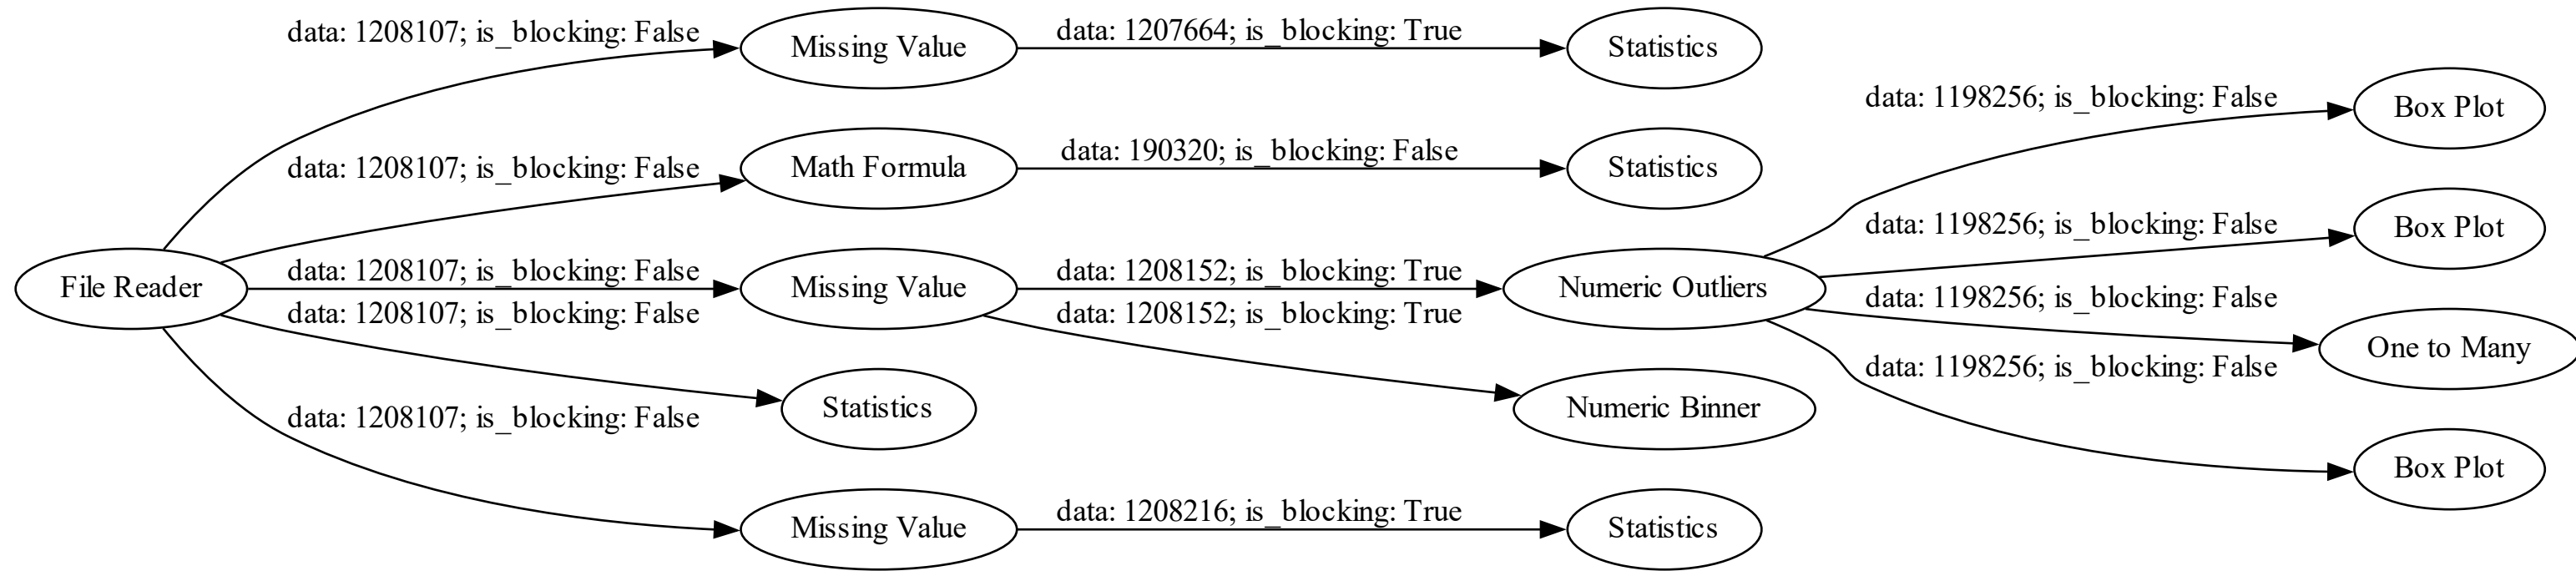 data: 1208107; is_blocking: False
Missing Value
data: 1207664; is_blocking: True
Statistics
data: 1198256; is_blocking: False
Box Plot
data: 1208107; is_blocking: False
Math Formula
data: 190320; is_blocking: False
Statistics
data: 1198256; is_blocking: False
Box Plot
File Reader
data: 1208107; is_blocking: False
Missing Value
data: 1208152; is_blocking: True
Numeric Outliers
data: 1198256; is_blocking: False
One to Many
data: 1208107; is_blocking: False
Statistics
data: 1208152; is_blocking: True
Numeric Binner
data: 1198256; is_blocking: False
Box Plot
data: 1208107; is_blocking: False
Missing Value
data: 1208216; is_blocking: True
Statistics